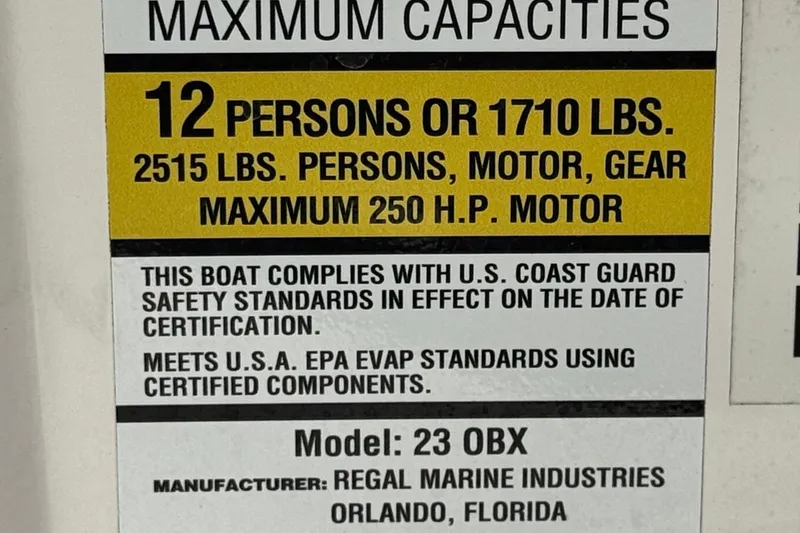 MAXIMUM CAPACITIES
12 PERSONS OR 1710 LBS.
2515 LBS. PERSONS, MOTOR, GEAR
MAXIMUM 250 H.P. MOTOR
THIS BOAT COMPLIES WITH U.S. COAST GUARD
SAFETY STANDARDS IN EFFECT ON THE DATE OF
CERTIFICATION.
MEETS U.S.A. EPA EVAP STANDARDS USING
CERTIFIED COMPONENTS.
Model: 23 OBX
MANUFACTURER: REGAL MARINE INDUSTRIES
ORLANDO, FLORIDA